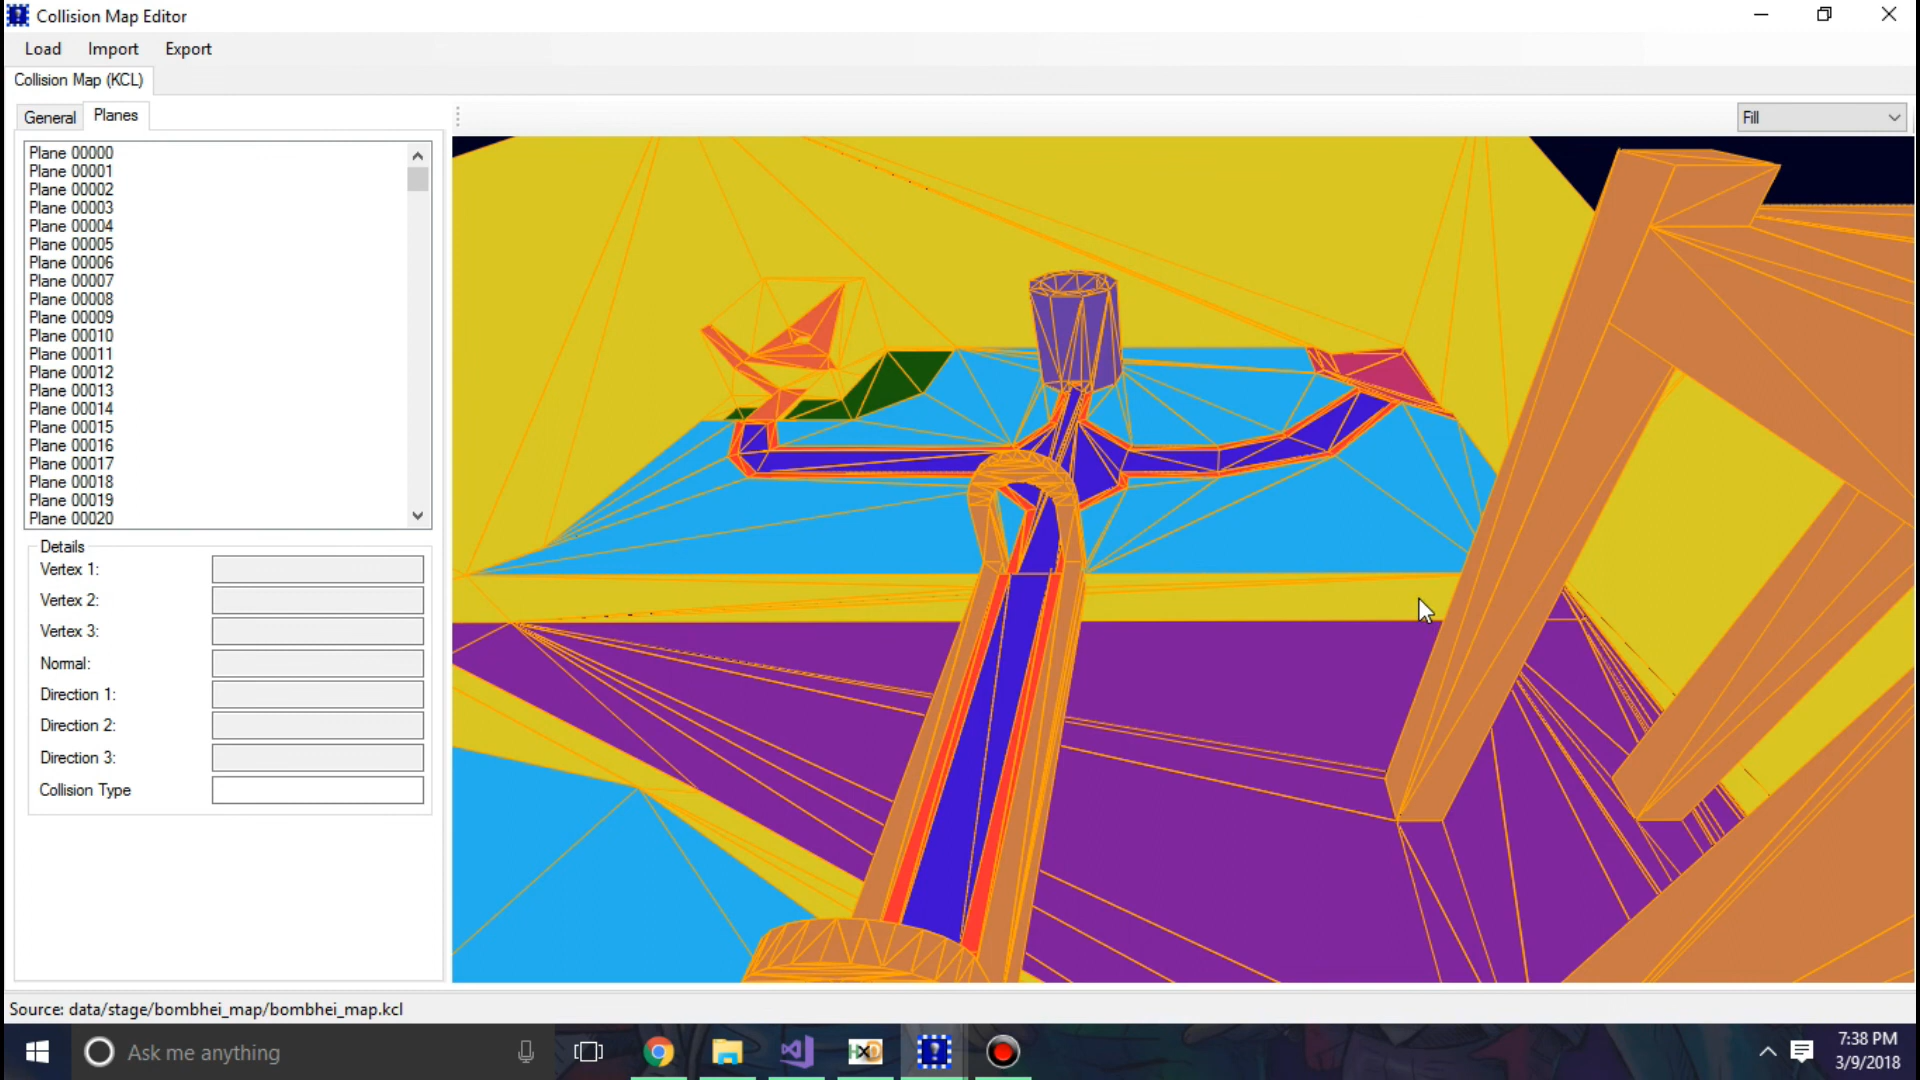 Collision Map Editor
Load Import Export
Collision Map (KCL)
General Planes
Fill
Plane 00000
Plane 00001
Plane 00002
Plane 00003
Plane 00004
Plane 00005
Plane 00006
Plane 00007
Plane 00008
Plane 00009
Plane 00010
Plane 00011
Plane 00012
Plane 00013
Plane 00014
Plane 00015
Plane 00016
Plane 00017
Plane 00018
Plane 00019
Plane 00020
Details
Vertex 1:
Vertex 2:
Vertex 3:
Normal:
Direction 1:
Direction 2:
Direction 3:
Collision Type
Source: data/stage/bombhei_map/bombhei_map.kcl
Ask me anything
HXD
7:38 PM
3/9/2018